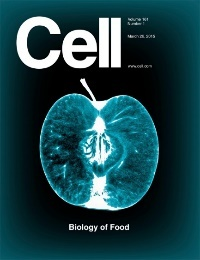 Cell
Volume 161
Number 1
March 26, 2015
www.cell.com
Biology of Food